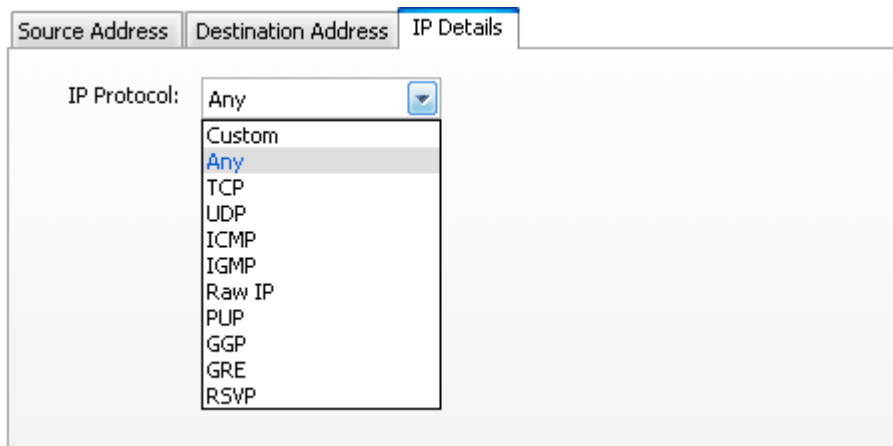 Source Address Destination Address IP Details
IP Protocol: Any
Custom
Any
TCP
UDP
ICMP
IGMP
Raw IP
PUP
GGP
GRE
RSVP